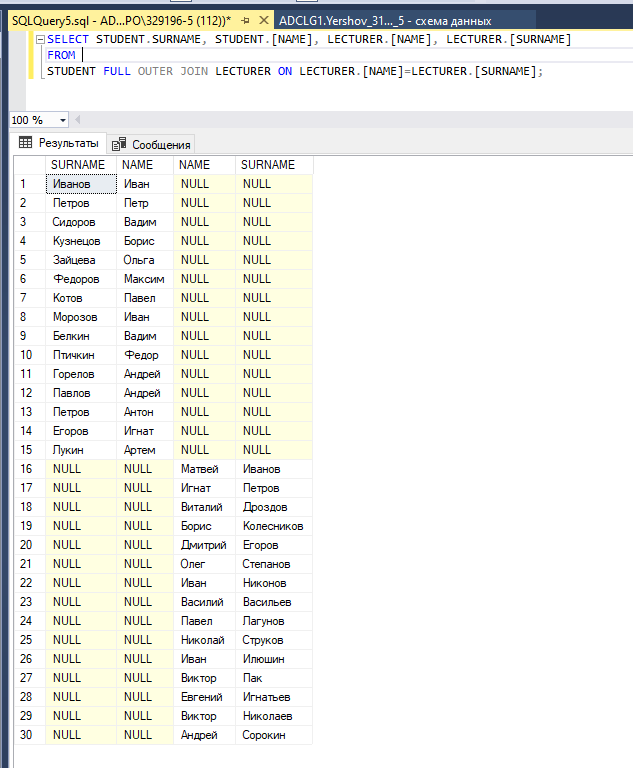 SQLQuery5.sql - AD...PO\329196-5 (112))* ADCLG1.Yershov_31..._5 - схема данных
SELECT STUDENT.SURNAME, STUDENT.[NAME], LECTURER.[NAME], LECTURER.[SURNAME]
FROM
STUDENT FULL OUTER JOIN LECTURER ON LECTURER.[NAME]=LECTURER.[SURNAME];
100 %
Результаты Сообщения
SURNAME NAME NAME SURNAME
1 Иванов Иван NULL NULL
2 Петров Петр NULL NULL
3 Сидоров Вадим NULL NULL
4 Кузнецов Борис NULL NULL
5 Зайцева Ольга NULL NULL
6 Федоров Максим NULL NULL
7 Котов Павел NULL NULL
8 Морозов Иван NULL NULL
9 Белкин Вадим NULL NULL
10 Птичкин Федор NULL NULL
11 Горелов Андрей NULL NULL
12 Павлов Андрей NULL NULL
13 Петров Антон NULL NULL
14 Егоров Игнат NULL NULL
15 Лукин Артем NULL NULL
16 NULL NULL Матвей Иванов
17 NULL NULL Игнат Петров
18 NULL NULL Виталий Дроздов
19 NULL NULL Борис Колесников
20 NULL NULL Дмитрий Егоров
21 NULL NULL Олег Степанов
22 NULL NULL Иван Никонов
23 NULL NULL Василий Васильев
24 NULL NULL Павел Лагунов
25 NULL NULL Николай Струков
26 NULL NULL Иван Илюшин
27 NULL NULL Виктор Пак
28 NULL NULL Евгений Игнатьев
29 NULL NULL Виктор Николаев
30 NULL NULL Андрей Сорокин